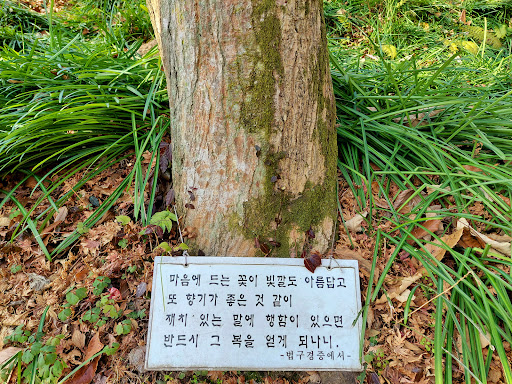 마음에 드는 꽃이 빛깔도 아름답고
또 향기가 좋은 것 같이
재치 있는 말에 행함이 있으면
반드시 그 복을 얻게 되나니.
-법구경중에서-